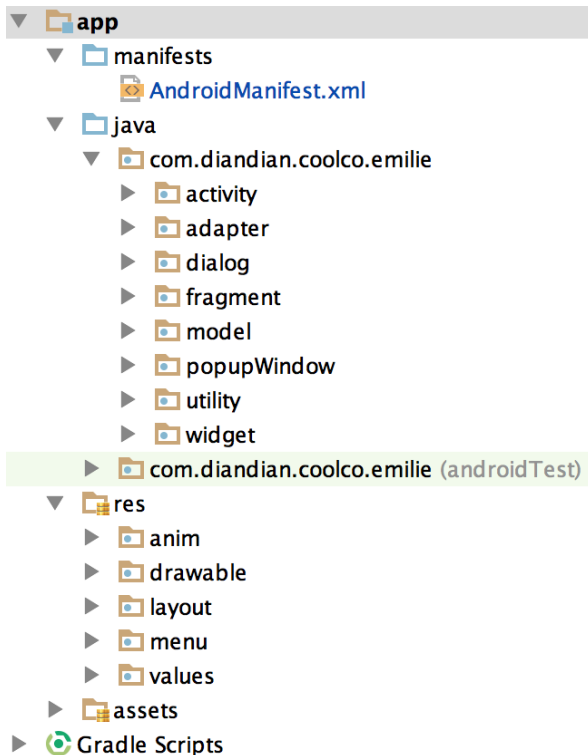 app
manifests
AndroidManifest.xml
java
com.diandian.coolco.emilie
activity
adapter
dialog
fragment
model
popupWindow
utility
widget
com.diandian.coolco.emilie (androidTest)
res
anim
drawable
layout
menu
values
assets
Gradle Scripts